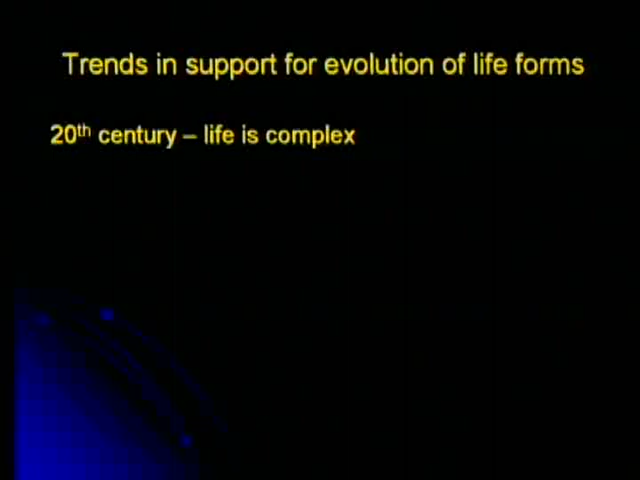 Trends in support for evolution of life forms
20th century – life is complex